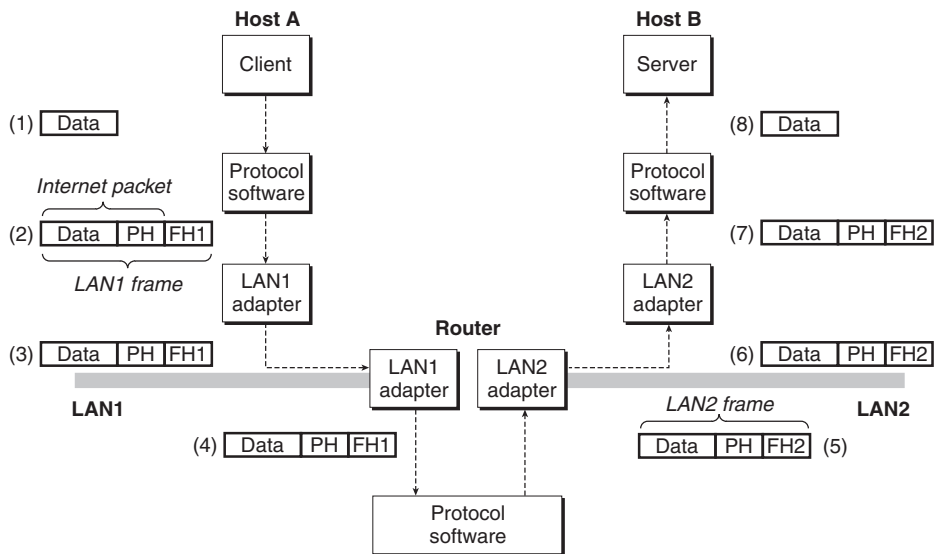 Host A
Host B
Client
Server
(1) Data
(8) Data
Protocol
software
Protocol
software
Internet packet
(2) Data PH FH1
LAN1 frame
(7) Data PH FH2
LAN1
adapter
LAN2
adapter
Router
(3) Data PH FH1
LAN1
adapter
LAN2
adapter
(6) Data PH FH2
LAN1
LAN2
LAN2 frame
(4) Data PH FH1
Data PH FH2 (5)
Protocol
software